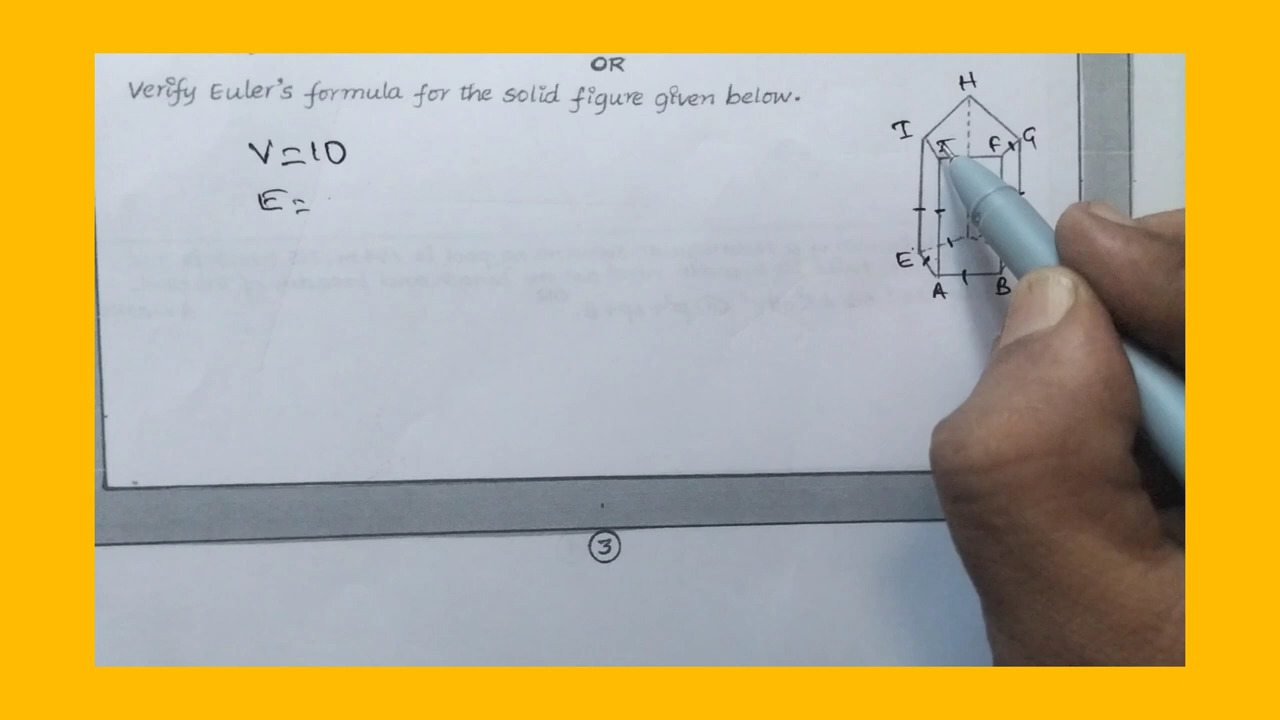 OR
Verify Euler's formula for the solid figure given below.
V=10
E=
H
I
J
F
G
E
A
B
3